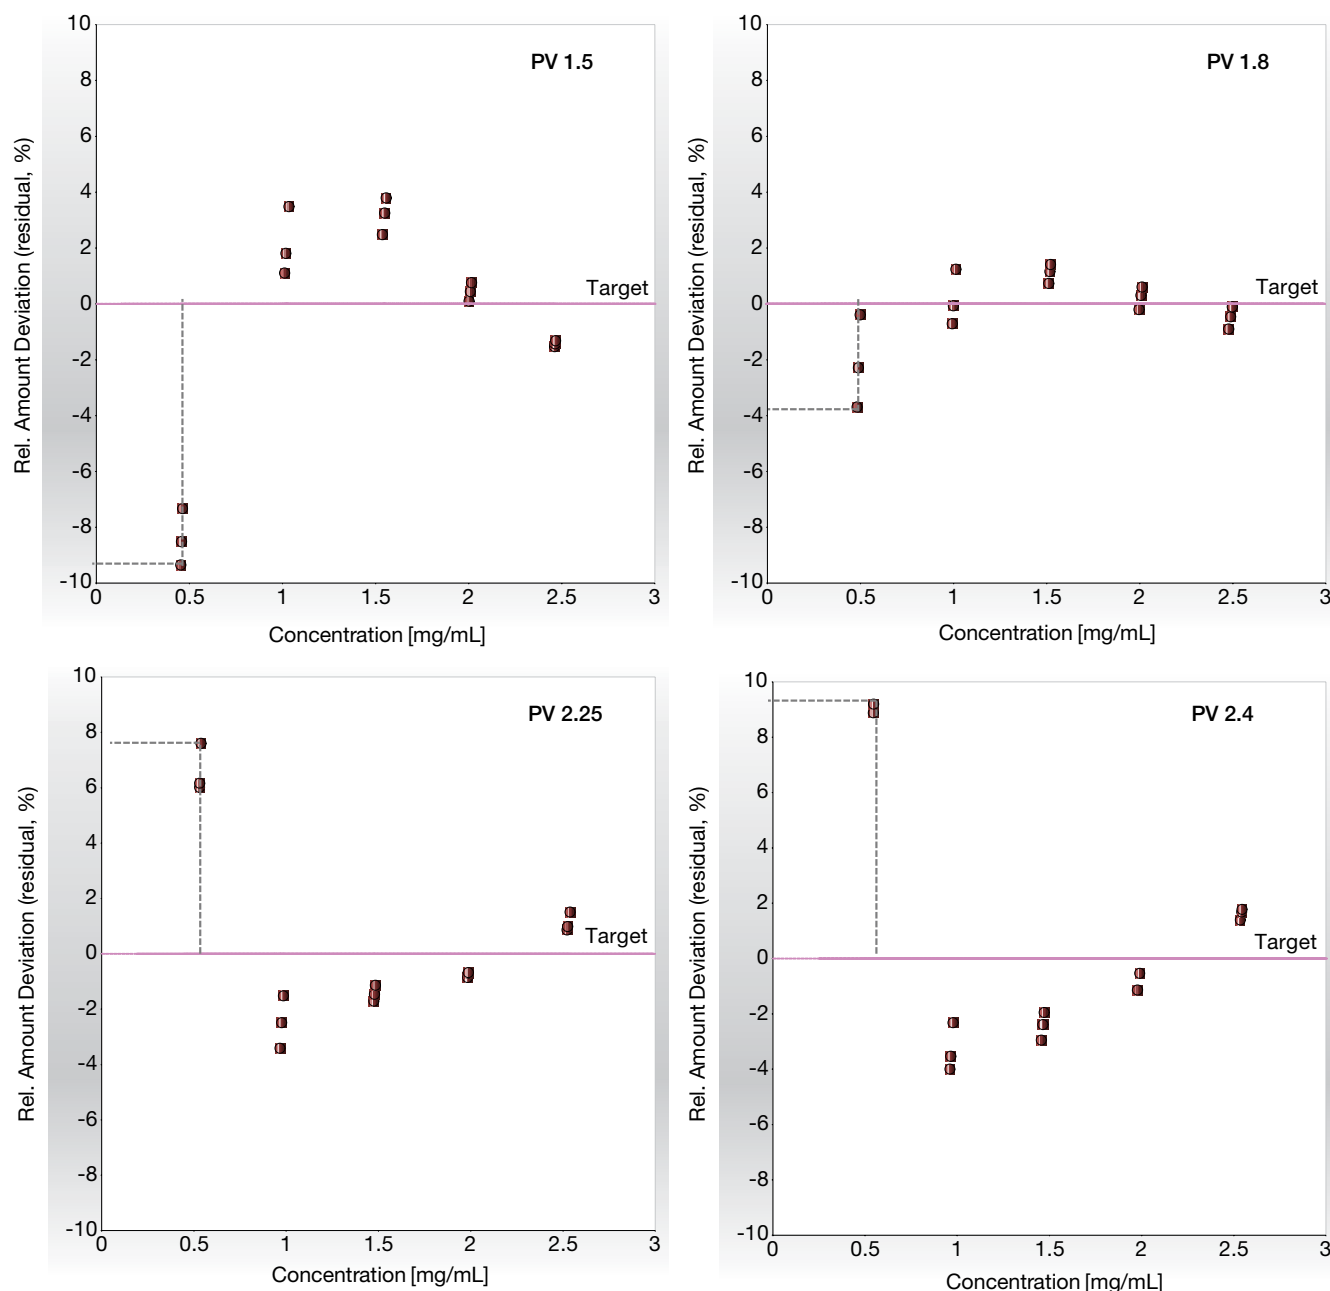 10
8
6
4
2
0
-2
-4
-6
-8
-10
0 0.5 1 1.5 2 2.5 3
Rel. Amount Deviation (residual, %)
Concentration [mg/mL]
PV 1.5
Target
10
8
6
4
2
0
-2
-4
-6
-8
-10
0 0.5 1 1.5 2 2.5 3
Rel. Amount Deviation (residual, %)
Concentration [mg/mL]
PV 1.8
Target
10
8
6
4
2
0
-2
-4
-6
-8
-10
0 0.5 1 1.5 2 2.5 3
Rel. Amount Deviation (residual, %)
Concentration [mg/mL]
PV 2.25
Target
10
8
6
4
2
0
-2
-4
-6
-8
-10
0 0.5 1 1.5 2 2.5 3
Rel. Amount Deviation (residual, %)
Concentration [mg/mL]
PV 2.4
Target